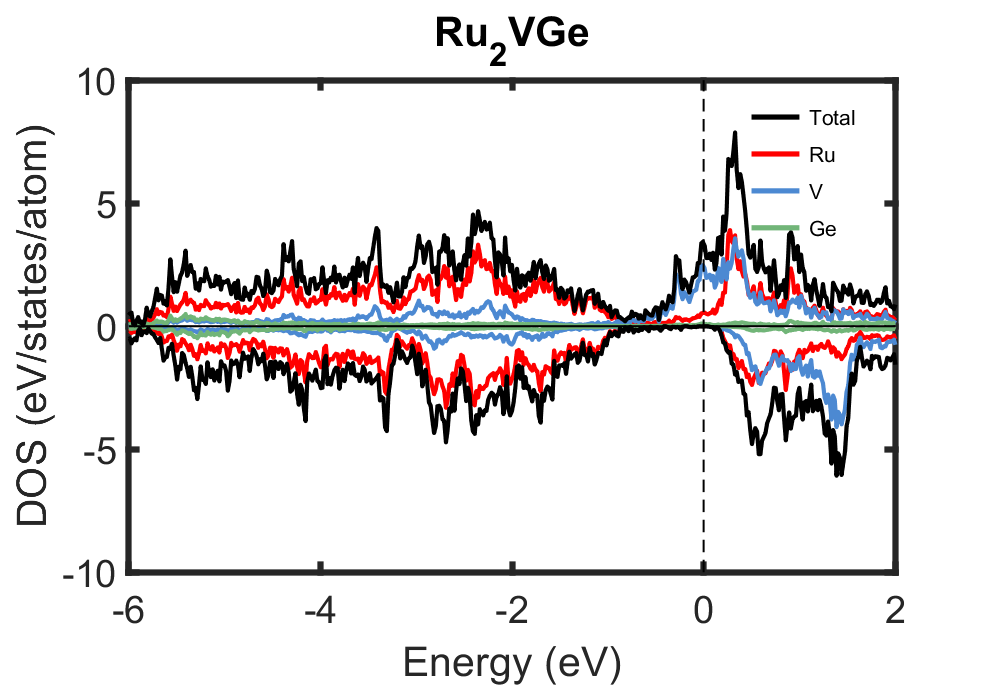 Ru₂VGe
DOS (eV/states/atom)
10
5
0
-5
-10
Total
Ru
V
Ge
-6 -4 -2 0 2
Energy (eV)